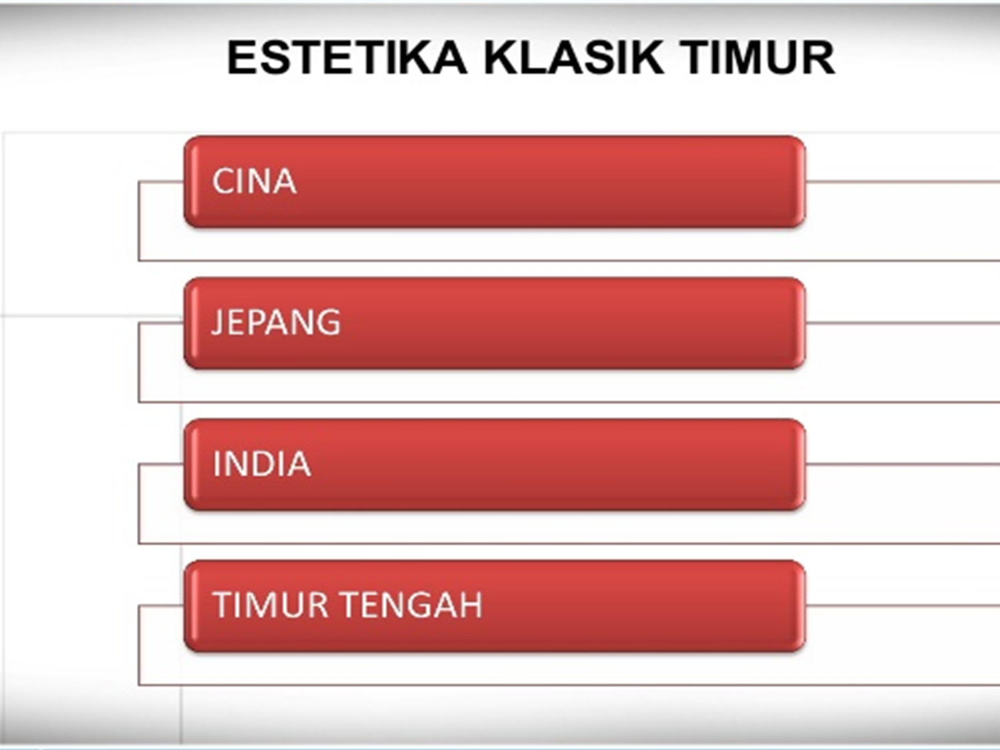 ESTETIKA KLASIK TIMUR
CINA
JEPANG
INDIA
TIMUR TENGAH